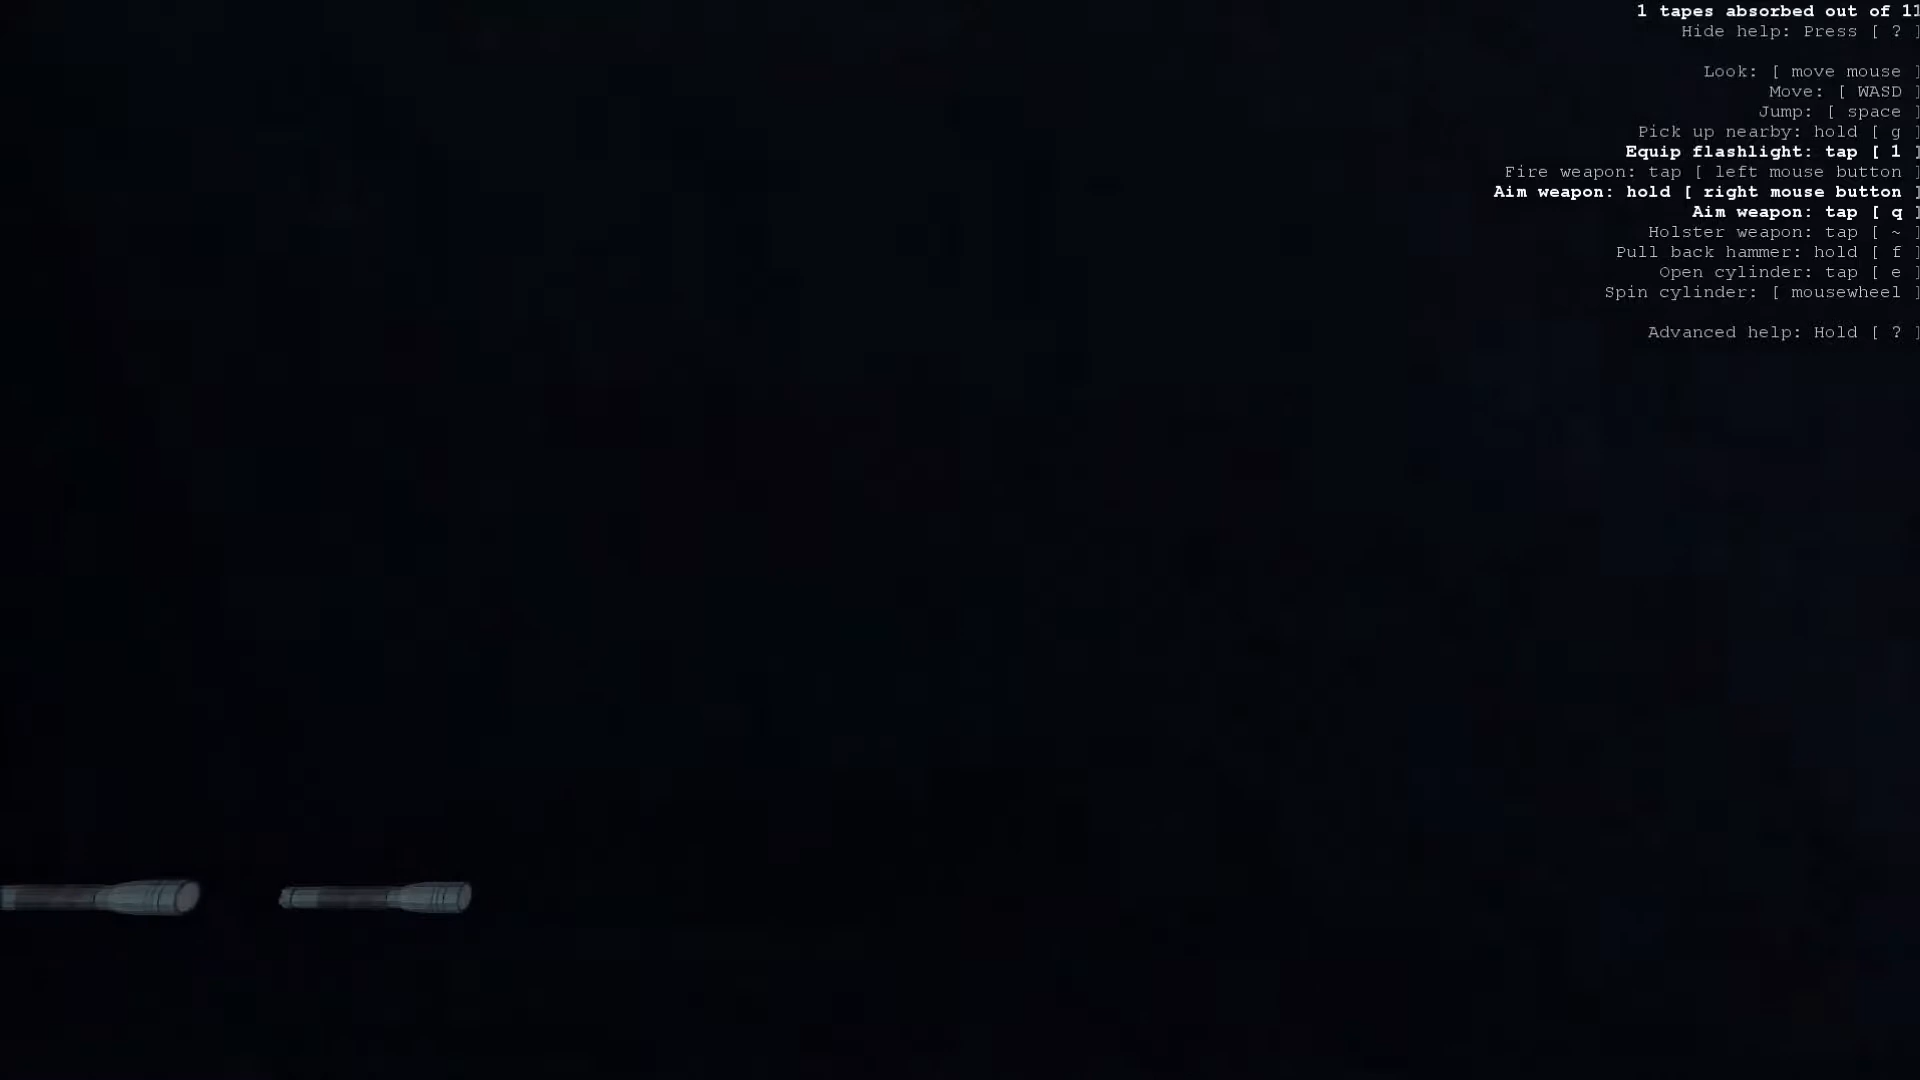 1 tapes absorbed out of 11
Hide help: Press [ ? ]
Look: [ move mouse ]
Move: [ WASD ]
Jump: [ space ]
Pick up nearby: hold [ g ]
Equip flashlight: tap [ 1 ]
Fire weapon: tap [ left mouse button ]
Aim weapon: hold [ right mouse button ]
Aim weapon: tap [ q ]
Holster weapon: tap [ ~ ]
Pull back hammer: hold [ f ]
Open cylinder: tap [ e ]
Spin cylinder: [ mousewheel ]
Advanced help: Hold [ ? ]